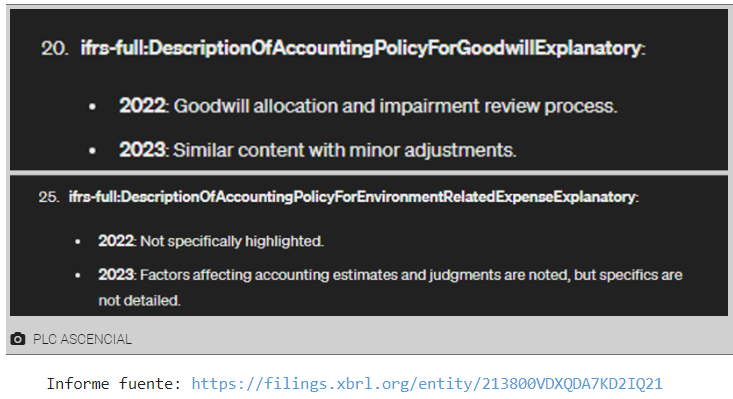 20. ifrs-full:DescriptionOfAccountingPolicyForGoodwillExplanatory:
• 2022: Goodwill allocation and impairment review process.
• 2023: Similar content with minor adjustments.
25. ifrs-full:DescriptionOfAccountingPolicyForEnvironmentRelatedExpenseExplanatory:
• 2022: Not specifically highlighted.
• 2023: Factors affecting accounting estimates and judgments are noted, but specifics are
not detailed.
PLC ASCENCIAL
Informe fuente: https://filings.xbrl.org/entity/213800VDXQDA7KD2IQ21